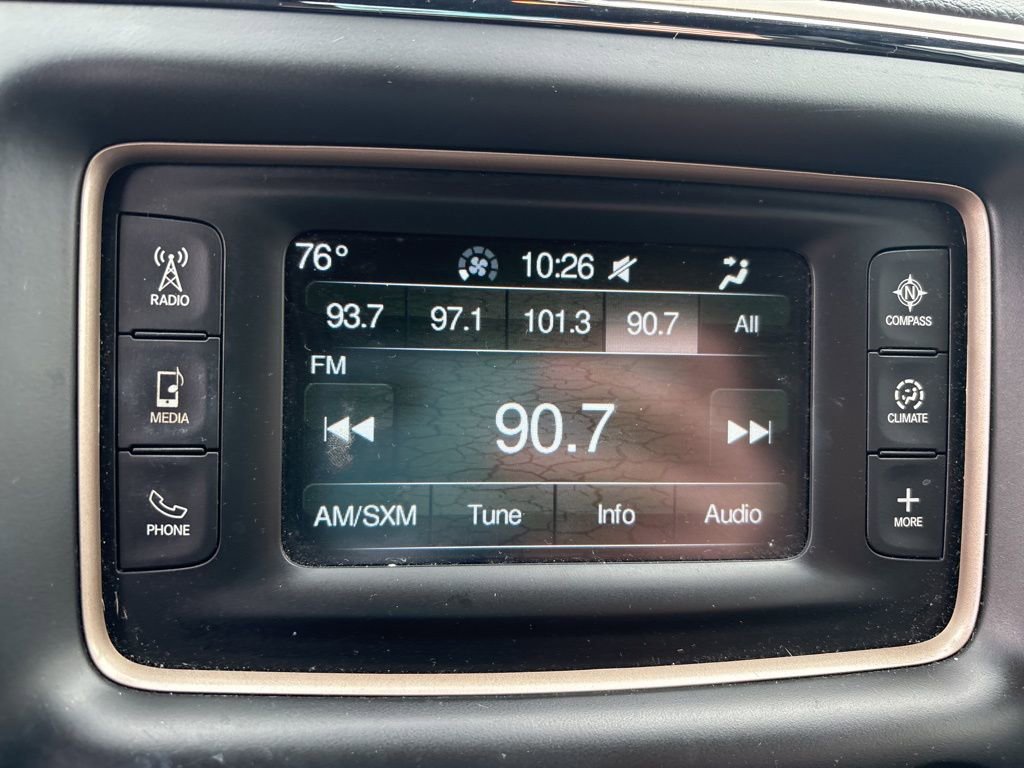 76° 10:26
93.7 97.1 101.3 90.7 All
FM
90.7
AM/SXM Tune Info Audio
RADIO
MEDIA
PHONE
N
COMPASS
CLIMATE
MORE